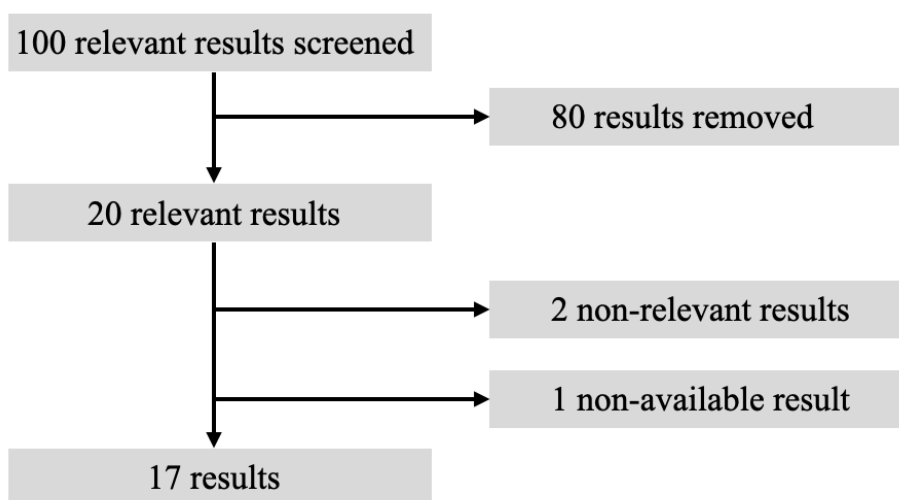 100 relevant results screened
80 results removed
20 relevant results
2 non-relevant results
1 non-available result
17 results